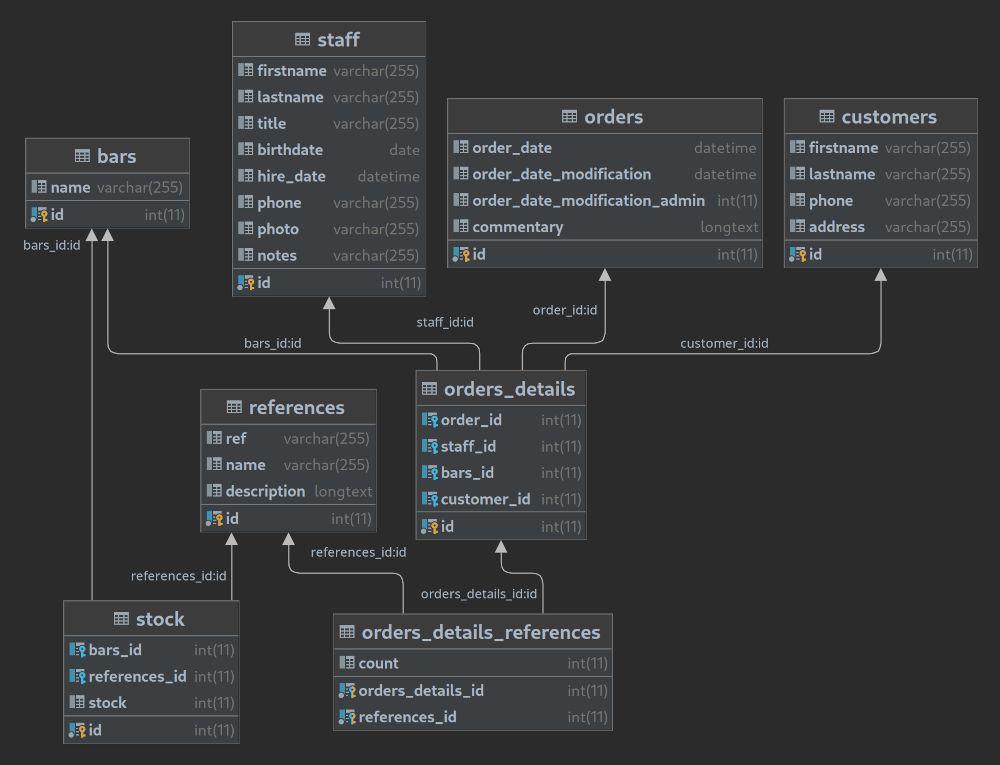 staff
firstname varchar(255)
lastname varchar(255)
title varchar(255)
birthdate date
hire_date datetime
phone varchar(255)
photo varchar(255)
notes varchar(255)
id int(11)
orders
order_date datetime
order_date_modification datetime
order_date_modification_admin int(11)
commentary longtext
id int(11)
customers
firstname varchar(255)
lastname varchar(255)
phone varchar(255)
address varchar(255)
id int(11)
bars
name varchar(255)
id int(11)
bars_id:id
staff_id:id
order_id:id
bars_id:id
customer_id:id
references
ref varchar(255)
name varchar(255)
description longtext
id int(11)
orders_details
order_id int(11)
staff_id int(11)
bars_id int(11)
customer_id int(11)
id int(11)
references_id:id
references_id:id
orders_details_id:id
stock
bars_id int(11)
references_id int(11)
stock int(11)
id int(11)
orders_details_references
count int(11)
orders_details_id int(11)
references_id int(11)